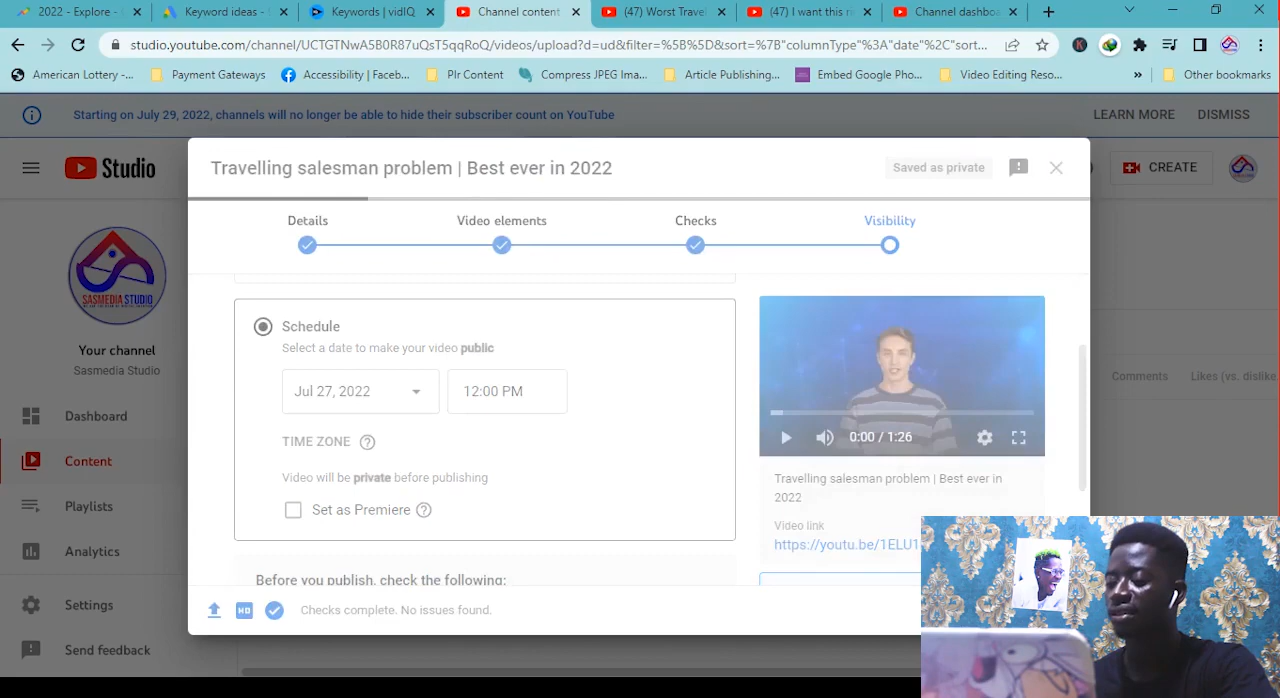 2022 - Explore -
Keyword ideas -
Keywords | vidIQ
Channel content
(47) Worst Travel
(47) I want this ri
Channel dashboa
studio.youtube.com/channel/UCTGTNwA5B0R87uQsT5qqRoQ/videos/upload?d=ud&filter=%5B%5D&sort=%7B"columnType"%3A"date"%2C"sort...
American Lottery -...
Payment Gateways
Accessibility | Faceb...
Plr Content
Compress JPEG Ima...
Article Publishing...
Embed Google Pho...
Video Editing Reso...
»
Other bookmarks
Starting on July 29, 2022, channels will no longer be able to hide their subscriber count on YouTube
LEARN MORE
DISMISS
Studio
CREATE
Travelling salesman problem | Best ever in 2022
Saved as private
Details
Video elements
Checks
Visibility
SASMEDIA STUDIO
Your channel
Sasmedia Studio
Dashboard
Content
Playlists
Analytics
Settings
Send feedback
Schedule
Select a date to make your video public
Jul 27, 2022
12:00 PM
TIME ZONE
Video will be private before publishing
Set as Premiere
Before you publish, check the following:
0:00 / 1:26
Travelling salesman problem | Best ever in
2022
Video link
https://youtu.be/1ELU1
Comments
Likes (vs. dislike
HD
Checks complete. No issues found.